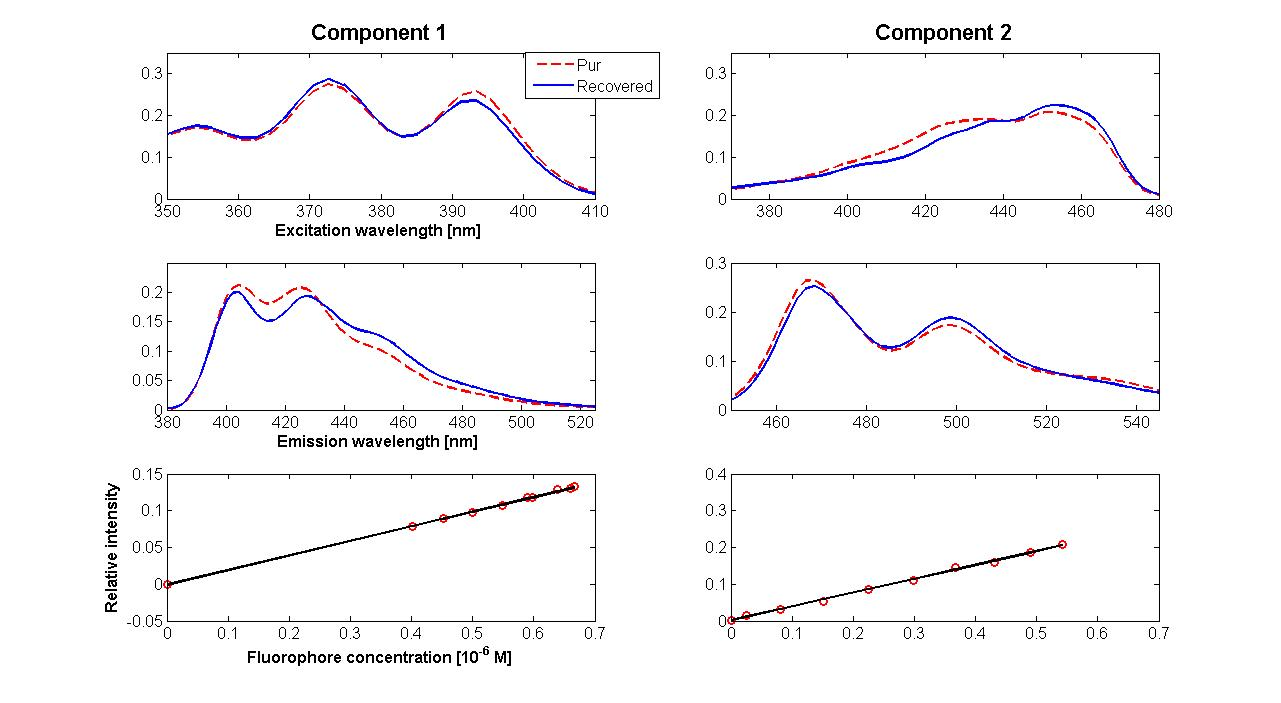 Component 1
Component 2
0.3
0.2
0.1
0
350 360 370 380 390 400 410
Excitation wavelength [nm]
Pur
Recovered
0.3
0.2
0.1
0
380 400 420 440 460 480
0.2
0.15
0.1
0.05
0
380 400 420 440 460 480 500 520
Emission wavelength [nm]
0.3
0.2
0.1
0
460 480 500 520 540
Relative intensity
0.15
0.1
0.05
0
-0.05
0 0.1 0.2 0.3 0.4 0.5 0.6 0.7
Fluorophore concentration [10⁻⁶ M]
0.4
0.3
0.2
0.1
0
0 0.1 0.2 0.3 0.4 0.5 0.6 0.7